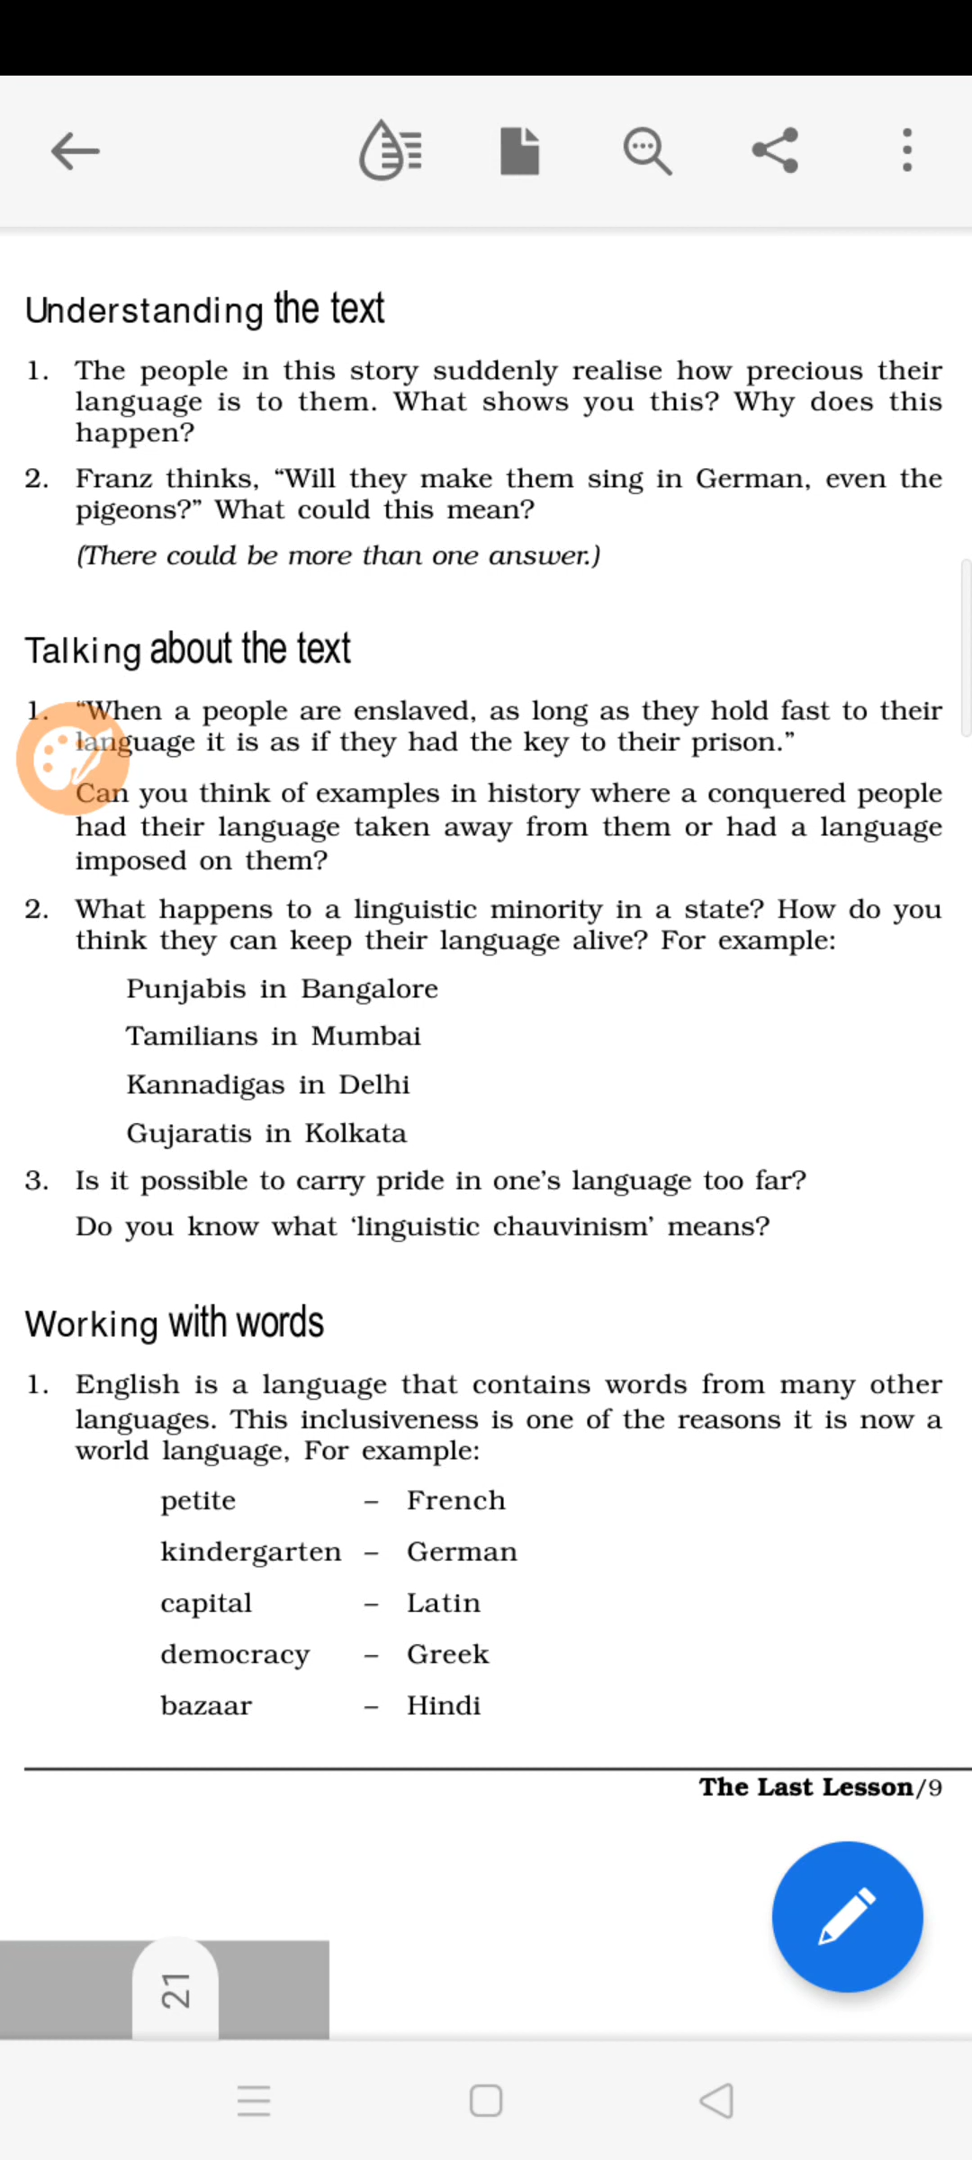 Understanding the text
1. The people in this story suddenly realise how precious their
language is to them. What shows you this? Why does this
happen?
2. Franz thinks, “Will they make them sing in German, even the
pigeons?” What could this mean?
(There could be more than one answer.)
Talking about the text
1. “When a people are enslaved, as long as they hold fast to their
language it is as if they had the key to their prison.”
Can you think of examples in history where a conquered people
had their language taken away from them or had a language
imposed on them?
2. What happens to a linguistic minority in a state? How do you
think they can keep their language alive? For example:
Punjabis in Bangalore
Tamilians in Mumbai
Kannadigas in Delhi
Gujaratis in Kolkata
3. Is it possible to carry pride in one’s language too far?
Do you know what ‘linguistic chauvinism’ means?
Working with words
1. English is a language that contains words from many other
languages. This inclusiveness is one of the reasons it is now a
world language, For example:
petite – French
kindergarten – German
capital – Latin
democracy – Greek
bazaar – Hindi
The Last Lesson/9
21